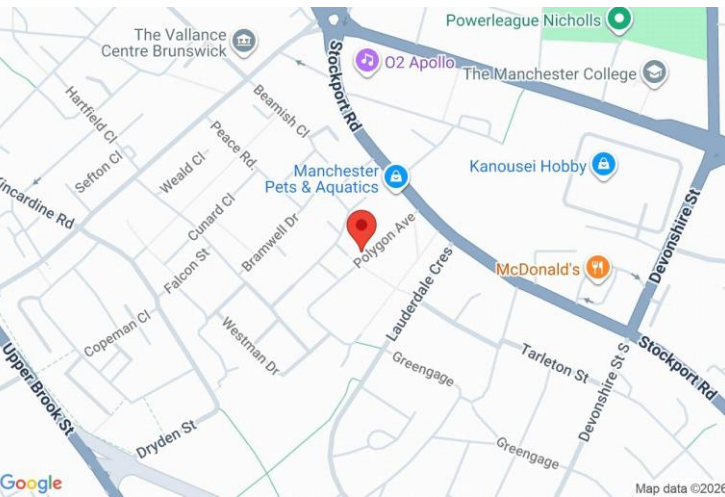 Powerleague Nicholls
The Vallance
Centre Brunswick
Stockport Rd
O2 Apollo
The Manchester College
Hartfield Cl
Beamish Cl
Peace Rd
Sefton Cl
Weald Cl
Manchester
Pets & Aquatics
Kanousei Hobby
incardine Rd
Cunard Cl
Devonshire St
Bramwell Dr
Polygon Ave
Falcon St
McDonald's
Lauderdale Cres
Copeman Cl
Westman Dr
Stockport Rd
Upper Brook St
Greengage
Tarleton St
Devonshire St S
Dryden St
Greengage
Google
Map data ©2026